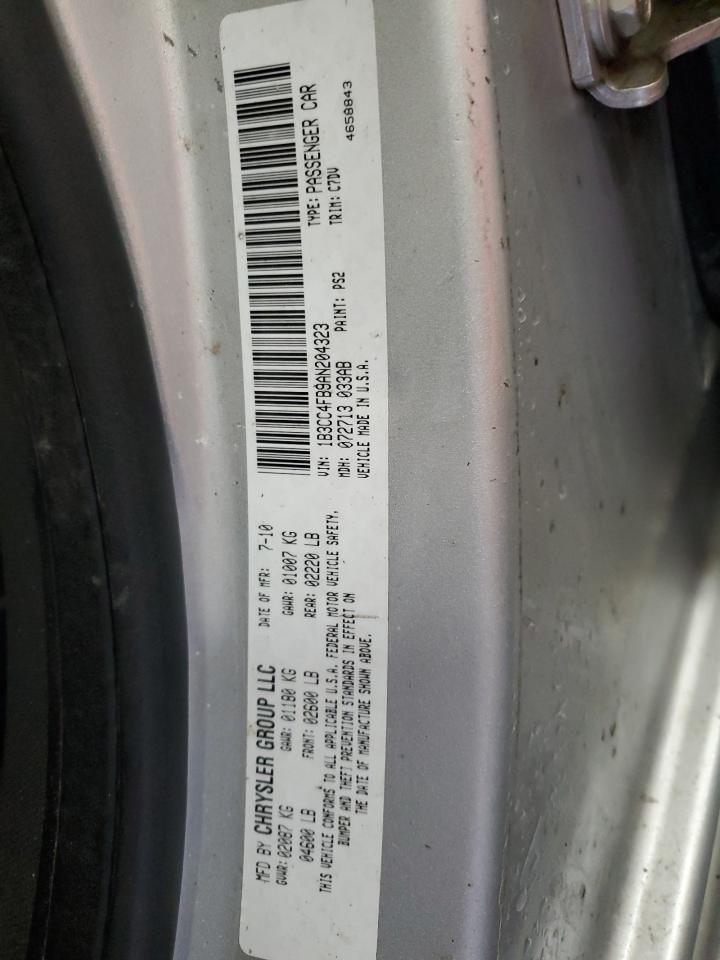 MFD BY CHRYSLER GROUP LLC DATE OF MFR: 7-10
GVWR: 02087 KG GAWR: 01180 KG GAWR: 01007 KG
04600 LB FRONT: 02600 LB REAR: 02220 LB
THIS VEHICLE CONFORMS TO ALL APPLICABLE U.S.A. FEDERAL MOTOR VEHICLE SAFETY,
BUMPER AND THEFT PREVENTION STANDARDS IN EFFECT ON
THE DATE OF MANUFACTURE SHOWN ABOVE.
VIN: 1B3CC4FB9AN204323 TYPE: PASSENGER CAR
MDH: 072713 033AB PAINT: PS2 TRIM: C7DV
VEHICLE MADE IN U.S.A. 4658843